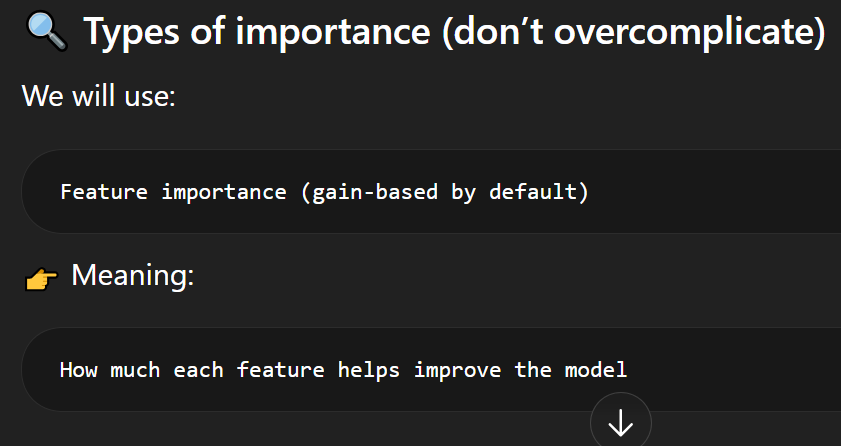 🔍 Types of importance (don’t overcomplicate)
We will use:
Feature importance (gain-based by default)
👉 Meaning:
How much each feature helps improve the model